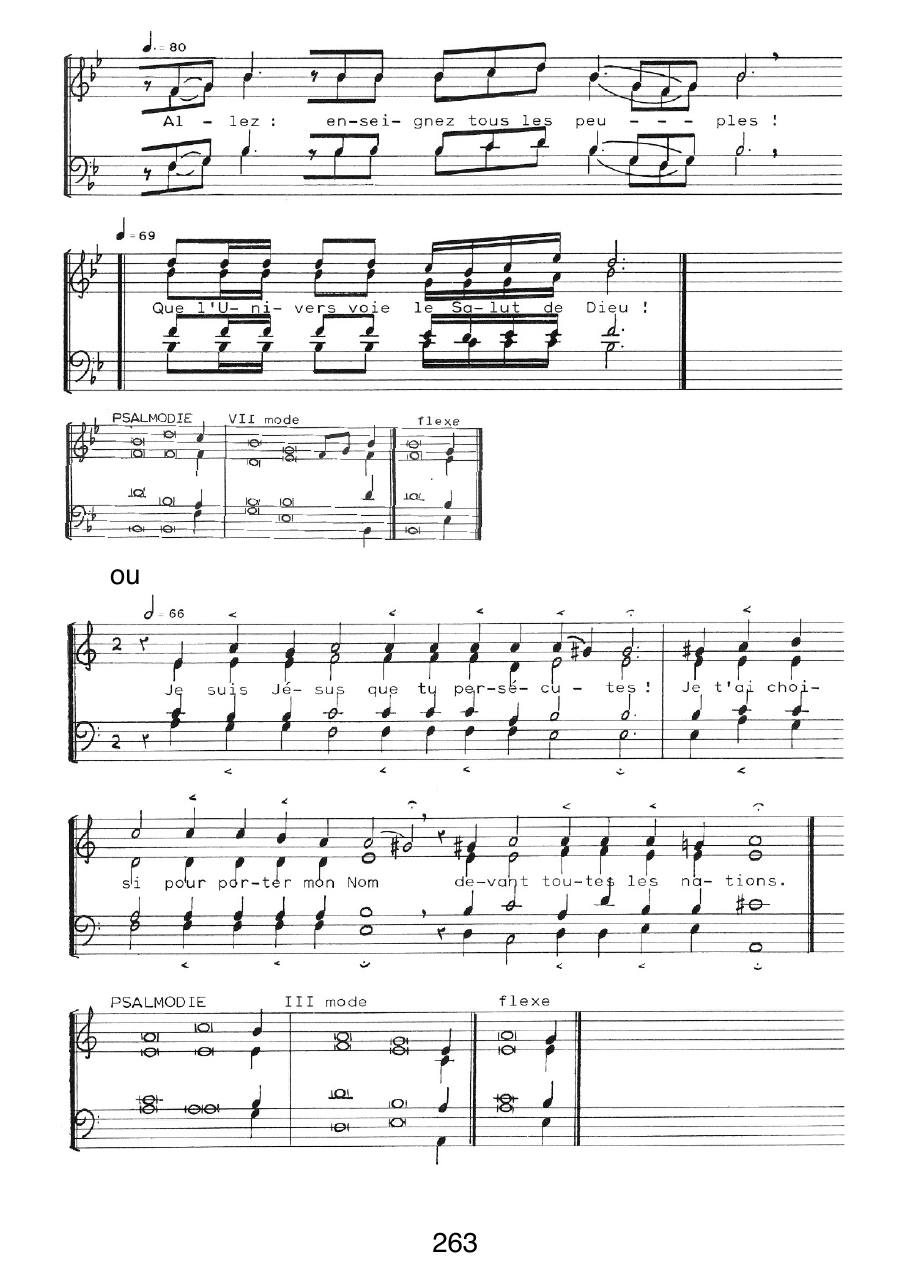 = 80
Al - lez : en-sei- gnez tous les peu - - - ples !
= 69
Que l'U- ni- vers voie le Sa-lut de Dieu !
PSALMODIE VII mode flexe
ou
= 66
2
Je suis Jé- sus que tu per-sé- cu - tes! Je t'ai choi-
2
si pour por-ter mon Nom de-vant tou-tes les na- tions.
PSALMODIE III mode flexe
263